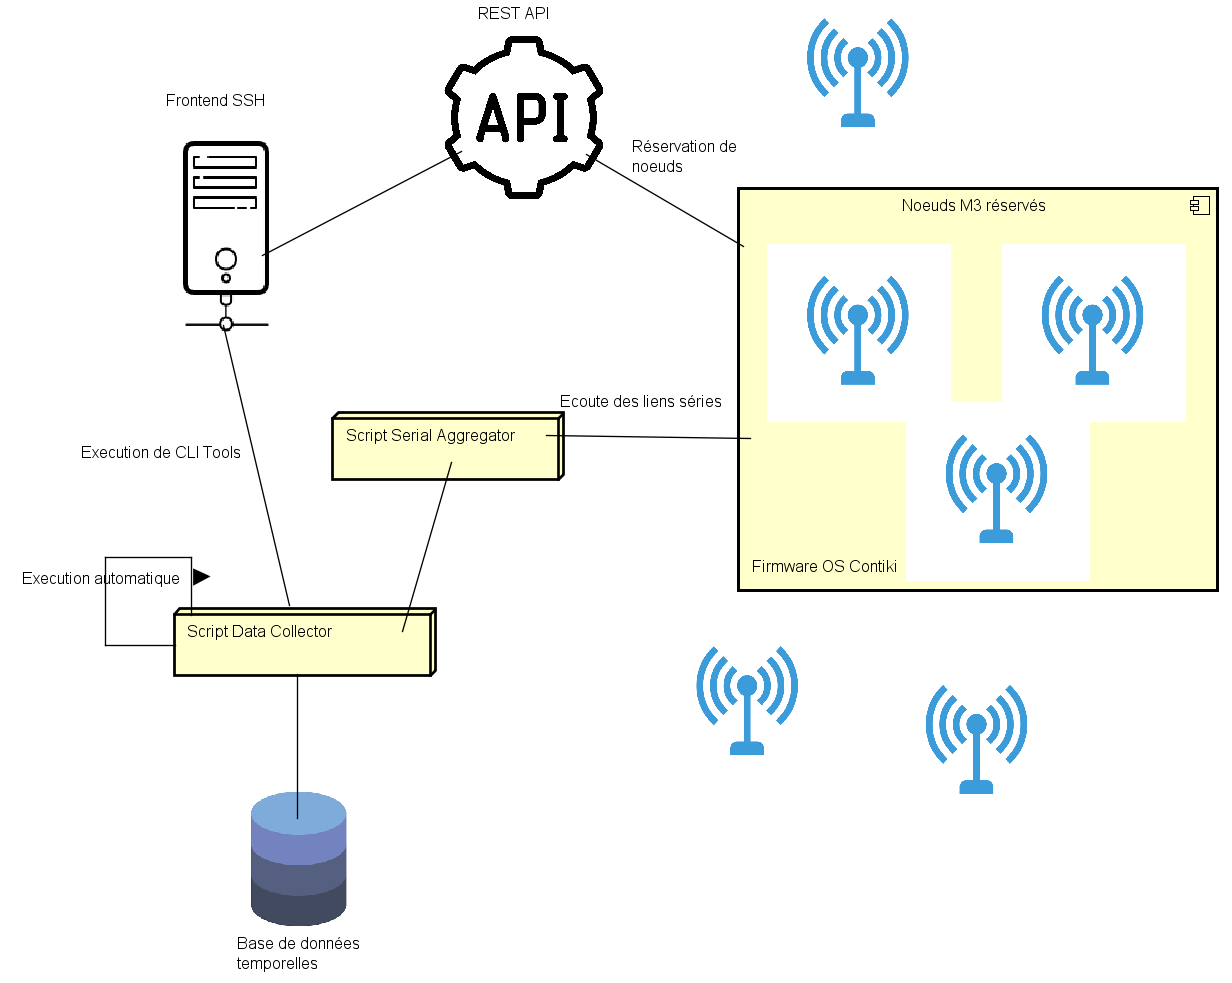 REST API
Frontend SSH
API
Réservation de
noeuds
Noeuds M3 réservés
Ecoute des liens séries
Script Serial Aggregator
Execution de CLI Tools
Firmware OS Contiki
Execution automatique
Script Data Collector
Base de données
temporelles